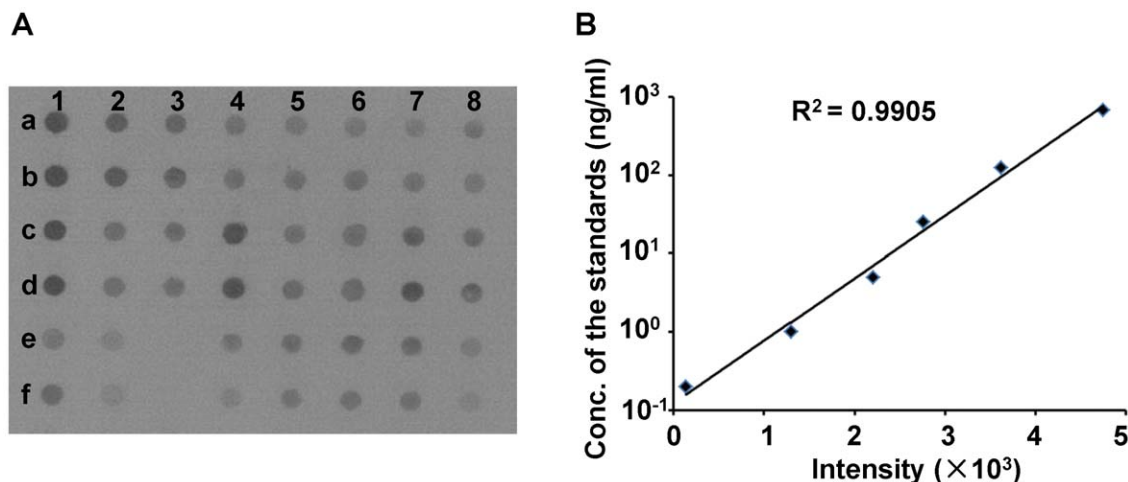 A
1 2 3 4 5 6 7 8
a
b
c
d
e
f
B
Conc. of the standards (ng/ml)
R² = 0.9905
10³
10²
10¹
10⁰
10⁻¹
0 1 2 3 4 5
Intensity (×10³)